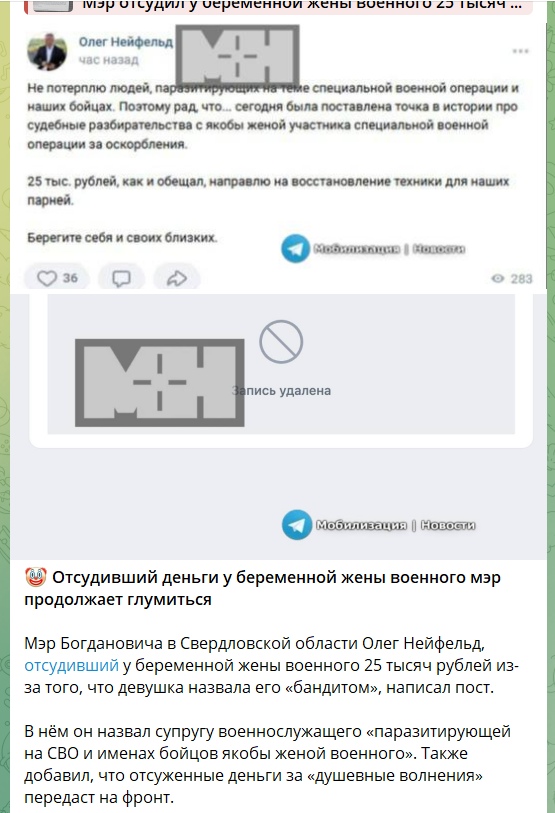 Мэр отсудил у беременной жены военного 25 тысяч ...
Олег Нейфельд
час назад
МН
Не потерплю людей, паразитирующих на теме специальной военной операции и
наших бойцах. Поэтому рад, что... сегодня была поставлена точка в истории про
судебные разбирательства с якобы женой участника специальной военной
операции за оскорбления.
25 тыс. рублей, как и обещал, направлю на восстановление техники для наших
парней.
Берегите себя и своих близких.
Мобилизация | Новости
36
283
МН
Запись удалена
Мобилизация | Новости
🤡 Отсудивший деньги у беременной жены военного мэр
продолжает глумиться
Мэр Богдановича в Свердловской области Олег Нейфельд,
отсудивший у беременной жены военного 25 тысяч рублей из-
за того, что девушка назвала его «бандитом», написал пост.
В нём он назвал супругу военнослужащего «паразитирующей
на СВО и именах бойцов якобы женой военного». Также
добавил, что отсуженные деньги за «душевные волнения»
передаст на фронт.